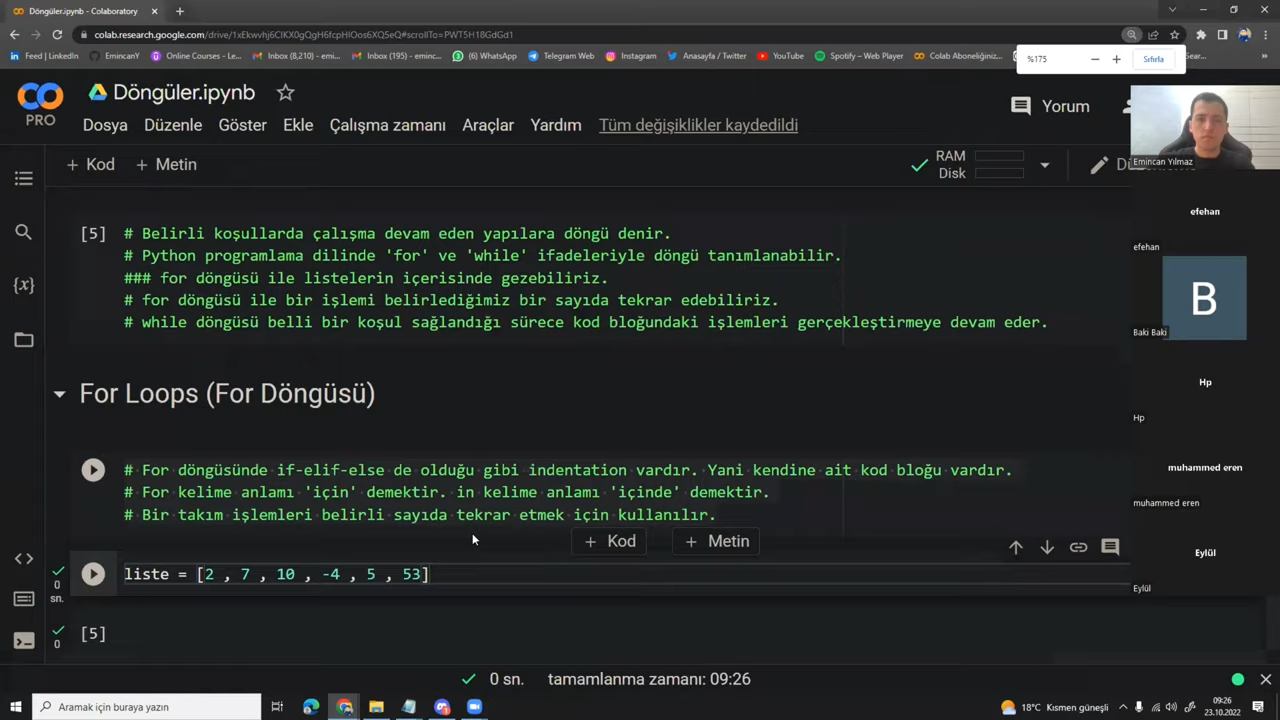 Döngüler.ipynb - Colaboratory
colab.research.google.com/drive/1xEkwvhj6ClKX0gQgH6fcpHlOos6XQ5eQ#scrollTo=PWT5H18GdGd1
Feed | LinkedIn
EmincanY
Online Courses - Le...
Inbox (8,210) - emi...
Inbox (195) - eminc...
(6) WhatsApp
Telegram Web
Instagram
Anasayfa / Twitter
YouTube
Spotify – Web Player
Colab Aboneliğiniz...
Sear...
%175
Sıfırla
PRO
Döngüler.ipynb
Yorum
Dosya Düzenle Göster Ekle Çalışma zamanı Araçlar Yardım Tüm değişiklikler kaydedildi
+ Kod + Metin
RAM
Disk
[5] # Belirli koşullarda çalışma devam eden yapılara döngü denir.
# Python programlama dilinde 'for' ve 'while' ifadeleriyle döngü tanımlanabilir.
### for döngüsü ile listelerin içerisinde gezebiliriz.
# for döngüsü ile bir işlemi belirlediğimiz bir sayıda tekrar edebiliriz.
# while döngüsü belli bir koşul sağlandığı sürece kod bloğundaki işlemleri gerçekleştirmeye devam eder.
For Loops (For Döngüsü)
# For döngüsünde if-elif-else de olduğu gibi indentation vardır. Yani kendine ait kod bloğu vardır.
# For kelime anlamı 'için' demektir. in kelime anlamı 'içinde' demektir.
# Bir takım işlemleri belirli sayıda tekrar etmek için kullanılır.
+ Kod + Metin
0
sn.
liste = [2 , 7 , 10 , -4 , 5 , 53]
0
[5]
0 sn. tamamlanma zamanı: 09:26
Emincan Yılmaz
efehan
efehan
B
Baki Baki
Hp
Hp
muhammed eren
muhammed eren
Eylül
Eylül
Aramak için buraya yazın
18°C Kısmen güneşli
09:26
23.10.2022